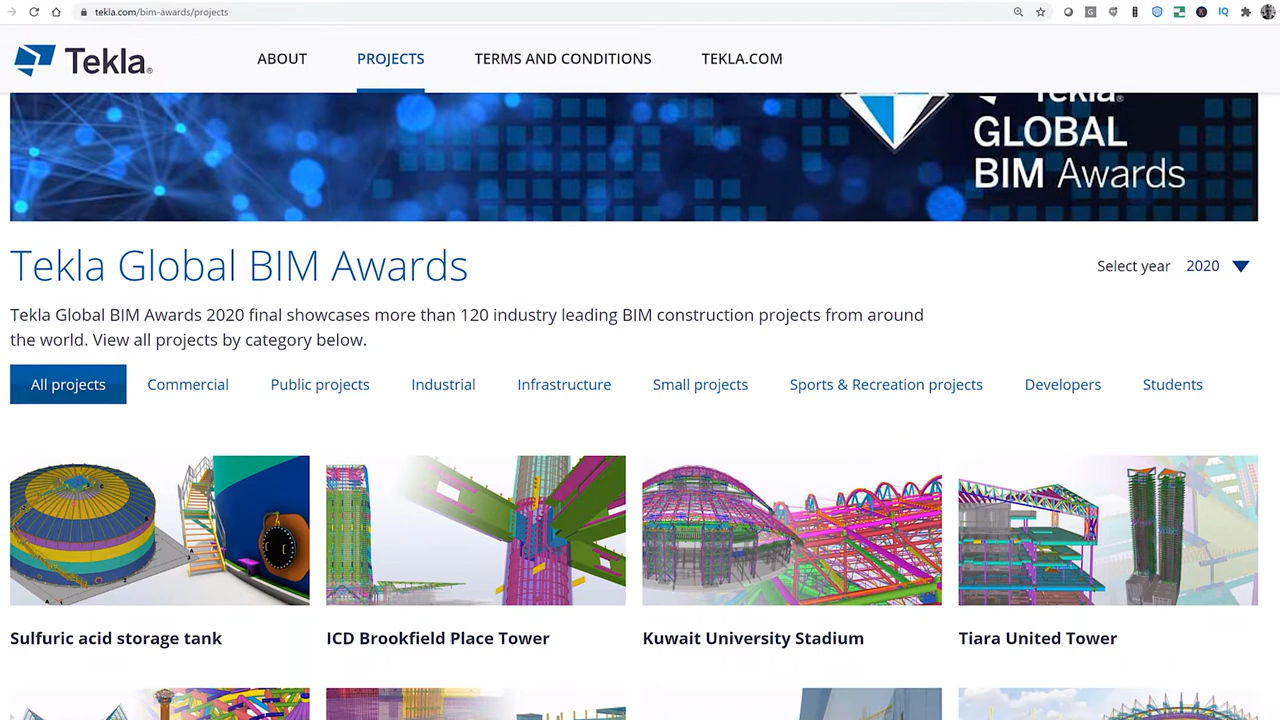 tekla.com/bim-awards/projects
Tekla
ABOUT
PROJECTS
TERMS AND CONDITIONS
TEKLA.COM
Tekla
GLOBAL
BIM Awards
Tekla Global BIM Awards
Select year 2020
Tekla Global BIM Awards 2020 final showcases more than 120 industry leading BIM construction projects from around
the world. View all projects by category below.
All projects
Commercial
Public projects
Industrial
Infrastructure
Small projects
Sports & Recreation projects
Developers
Students
Sulfuric acid storage tank
ICD Brookfield Place Tower
Kuwait University Stadium
Tiara United Tower